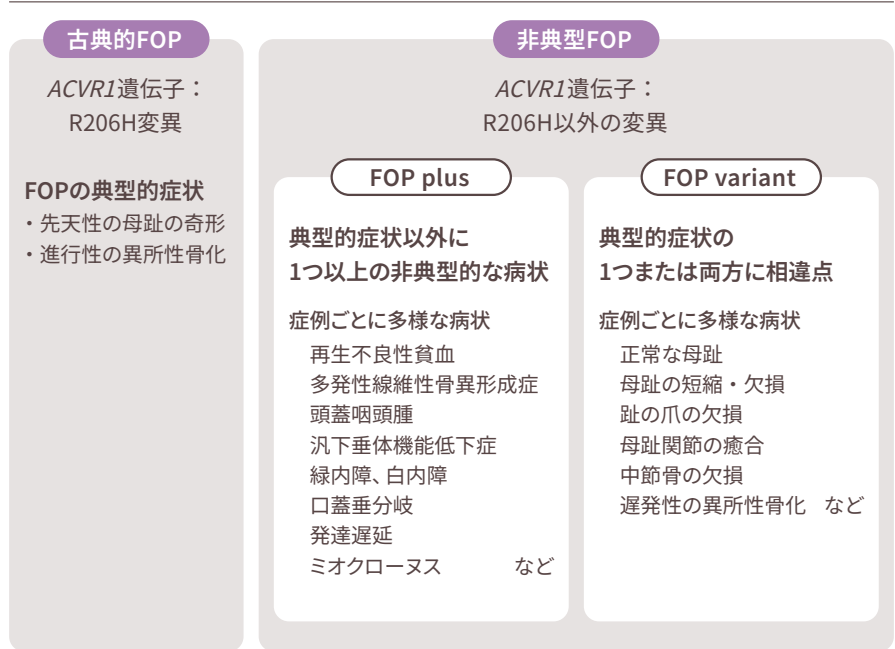 古典的FOP
ACVR1遺伝子：
R206H変異
FOPの典型的症状
・先天性の母趾の奇形
・進行性の異所性骨化
非典型FOP
ACVR1遺伝子：
R206H以外の変異
FOP plus
典型的症状以外に
1つ以上の非典型的な病状
症例ごとに多様な病状
再生不良性貧血
多発性線維性骨異形成症
頭蓋咽頭腫
汎下垂体機能低下症
緑内障、白内障
口蓋垂分岐
発達遅延
ミオクローヌス　など
FOP variant
典型的症状の
1つまたは両方に相違点
症例ごとに多様な病状
正常な母趾
母趾の短縮・欠損
趾の爪の欠損
母趾関節の癒合
中節骨の欠損
遅発性の異所性骨化　など